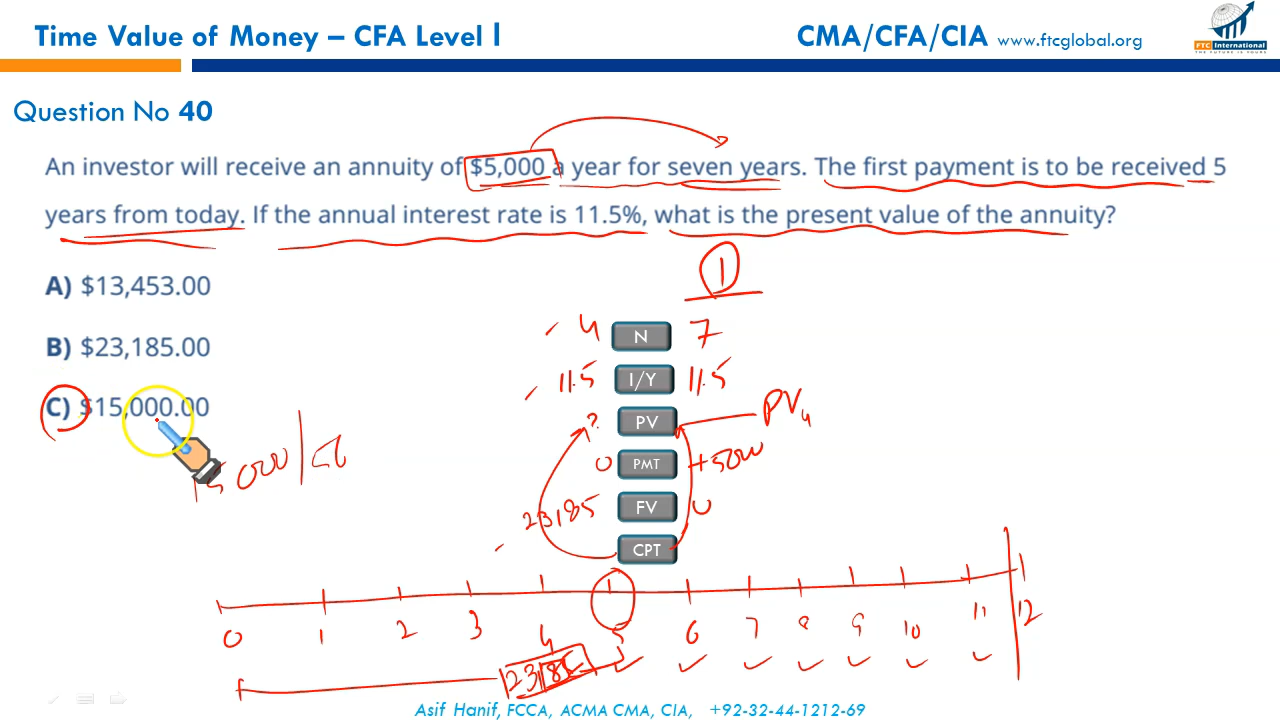 Time Value of Money – CFA Level I
CMA/CFA/CIA www.ftcglobal.org
FTC International
Question No 40
An investor will receive an annuity of $5,000 a year for seven years. The first payment is to be received 5
years from today. If the annual interest rate is 11.5%, what is the present value of the annuity?
1
A) $13,453.00
4 N 7
B) $23,185.00
11.5 I/Y 11.5
C) $15,000.00
? PV PV4
0 PMT +5000
15000
23185 FV 0
CPT
0 1 2 3 4 5 6 7 8 9 10 11 12
23185
Asif Hanif, FCCA, ACMA CMA, CIA, +92-32-44-1212-69